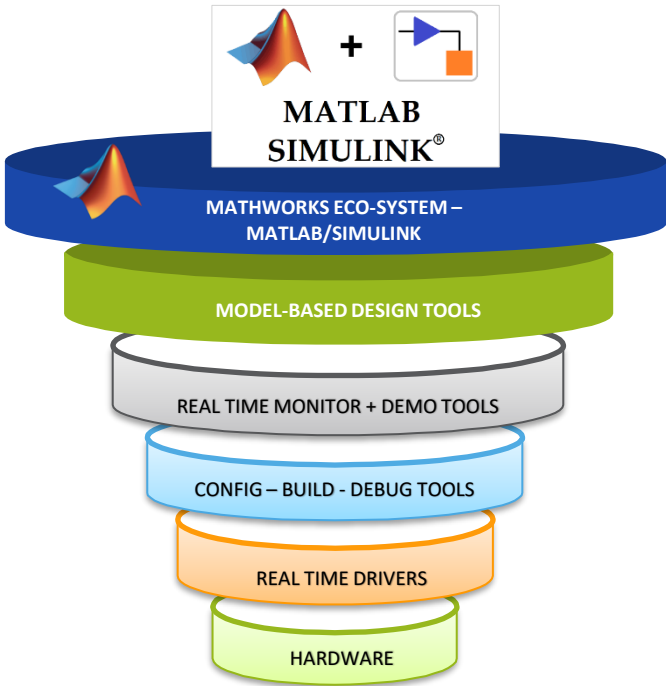 +
MATLAB
SIMULINK®
MATHWORKS ECO-SYSTEM –
MATLAB/SIMULINK
MODEL-BASED DESIGN TOOLS
REAL TIME MONITOR + DEMO TOOLS
CONFIG – BUILD - DEBUG TOOLS
REAL TIME DRIVERS
HARDWARE